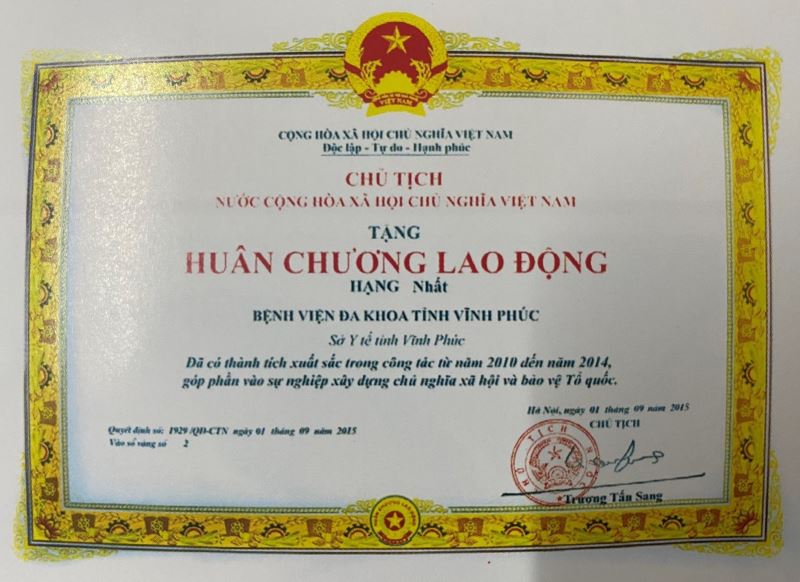 VIỆT NAM
CỘNG HÒA XÃ HỘI CHỦ NGHĨA VIỆT NAM
Độc lập - Tự do - Hạnh phúc
CHỦ TỊCH
NƯỚC CỘNG HÒA XÃ HỘI CHỦ NGHĨA VIỆT NAM
TẶNG
HUÂN CHƯƠNG LAO ĐỘNG
HẠNG Nhất
BỆNH VIỆN ĐA KHOA TỈNH VĨNH PHÚC
Sở Y tế tỉnh Vĩnh Phúc
Đã có thành tích xuất sắc trong công tác từ năm 2010 đến năm 2014,
góp phần vào sự nghiệp xây dựng chủ nghĩa xã hội và bảo vệ Tổ quốc.
Hà Nội, ngày 01 tháng 09 năm 2015
CHỦ TỊCH
Quyết định số: 1929/QĐ-CTN ngày 01 tháng 09 năm 2015
Vào sổ vàng số 2
CHỦ TỊCH NƯỚC
Trương Tấn Sang